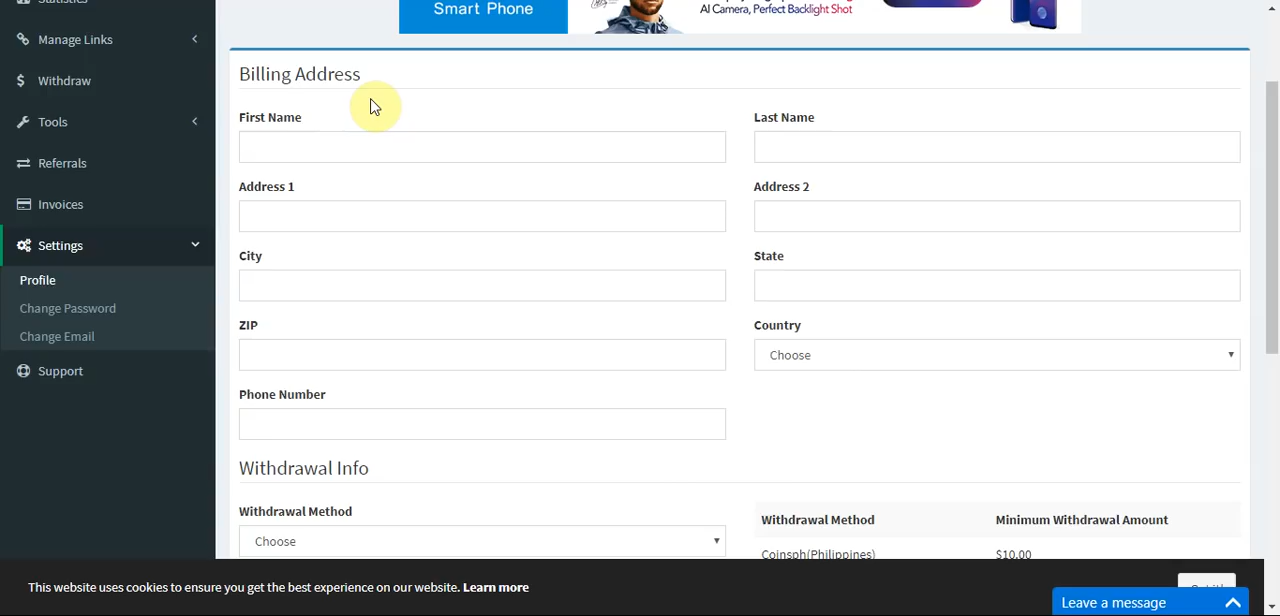 Statistics
Manage Links
Withdraw
Tools
Referrals
Invoices
Settings
Profile
Change Password
Change Email
Support
Smart Phone
AI Camera, Perfect Backlight Shot
Billing Address
First Name
Last Name
Address 1
Address 2
City
State
ZIP
Country
Choose
Phone Number
Withdrawal Info
Withdrawal Method
Choose
Withdrawal Method Minimum Withdrawal Amount
Coinsph(Philippines) $10.00
This website uses cookies to ensure you get the best experience on our website. Learn more
Got it!
Leave a message